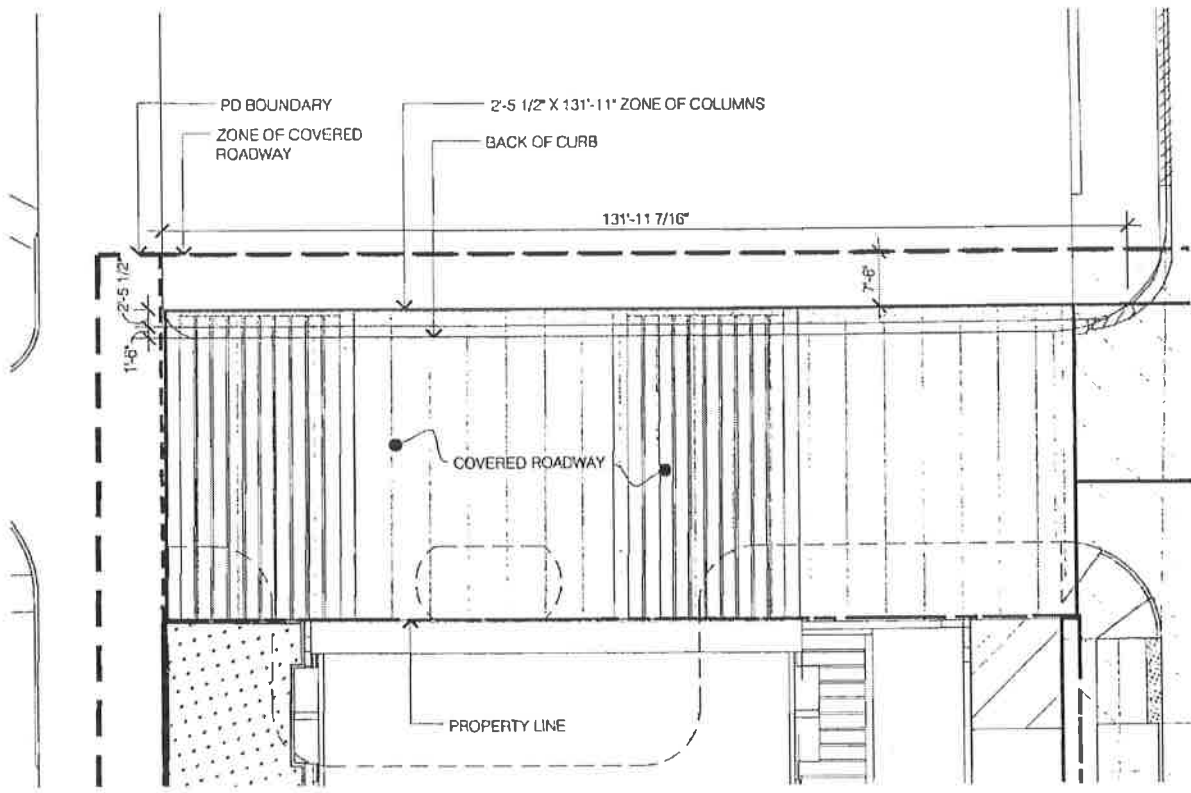 PD BOUNDARY
2'-5 1/2" X 131'-11" ZONE OF COLUMNS
ZONE OF COVERED
ROADWAY
BACK OF CURB
131'-11 7/16"
2'-5 1/2"
7'-6"
1'-6"
COVERED ROADWAY
PROPERTY LINE